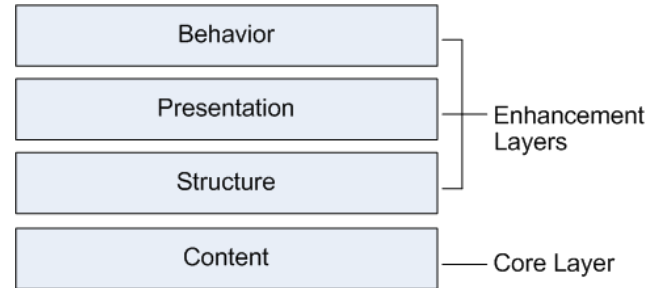 Behavior
Presentation
Enhancement
Layers
Structure
Content
Core Layer